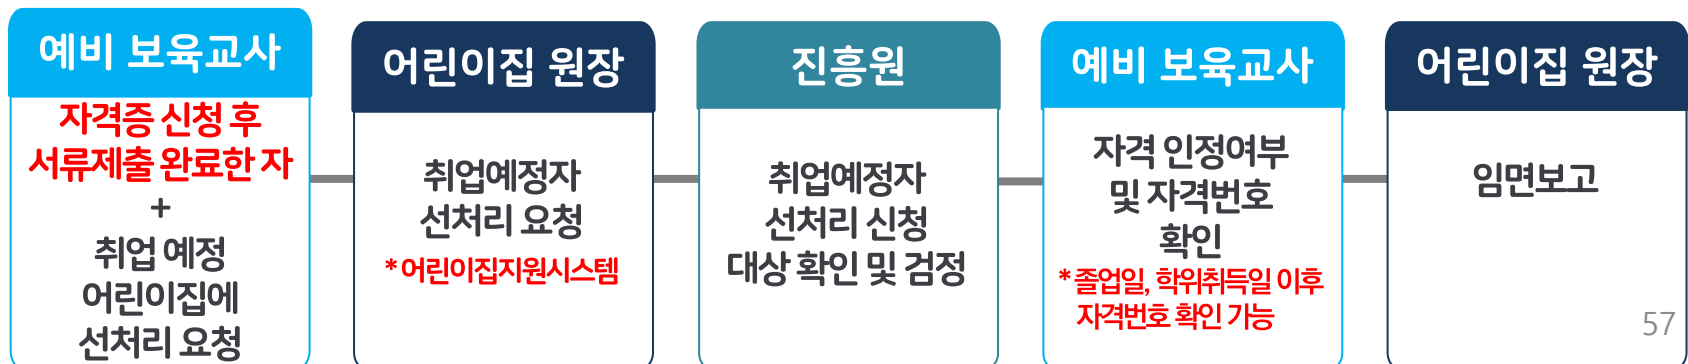 예비 보육교사
자격증 신청 후
서류제출 완료한 자
+
취업 예정
어린이집에
선처리 요청
어린이집 원장
취업예정자
선처리 요청
*어린이집지원시스템
진흥원
취업예정자
선처리 신청
대상 확인 및 검정
예비 보육교사
자격 인정여부
및 자격번호
확인
*졸업일, 학위취득일 이후
자격번호 확인 가능
어린이집 원장
임면보고
57